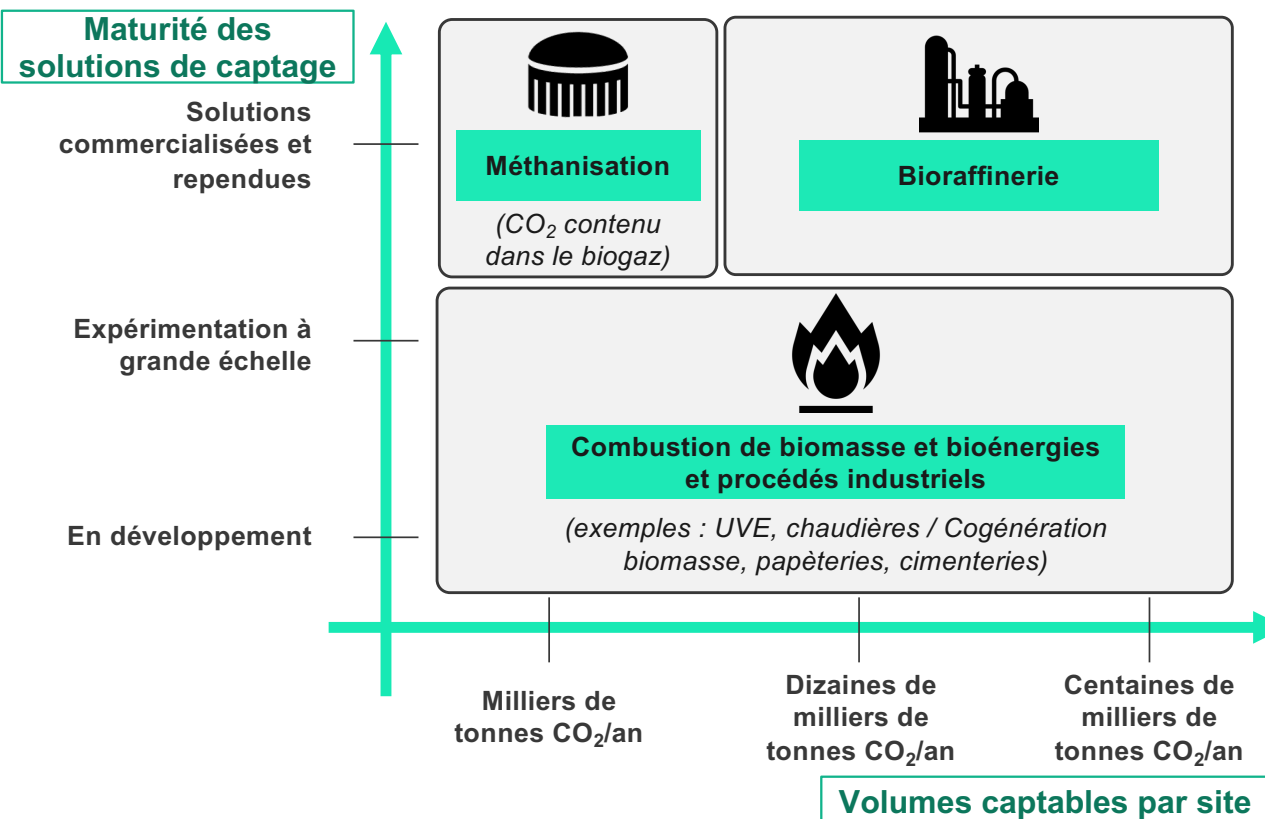 Maturité des
solutions de captage
Solutions
commercialisées et
rependues
Expérimentation à
grande échelle
En développement
Méthanisation
(CO₂ contenu
dans le biogaz)
Bioraffinerie
Combustion de biomasse et bioénergies
et procédés industriels
(exemples : UVE, chaudières / Cogénération
biomasse, papèteries, cimenteries)
Milliers de
tonnes CO₂/an
Dizaines de
milliers de
tonnes CO₂/an
Centaines de
milliers de
tonnes CO₂/an
Volumes captables par site